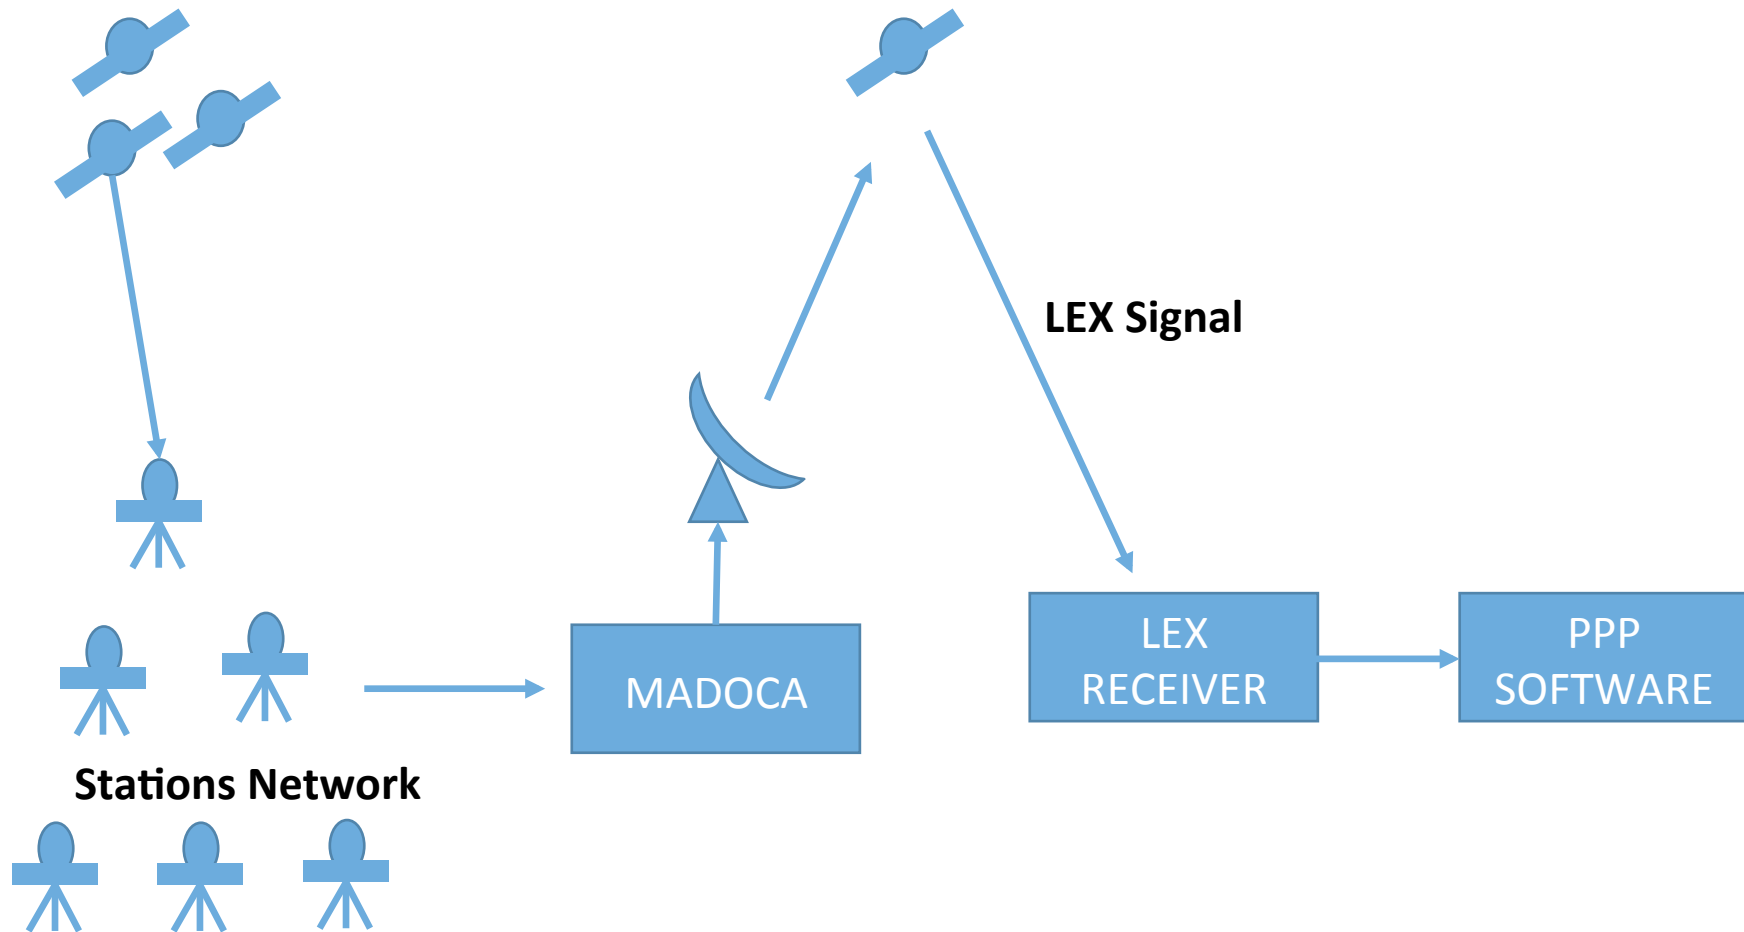 LEX Signal
LEX
RECEIVER
PPP
SOFTWARE
MADOCA
Stations Network